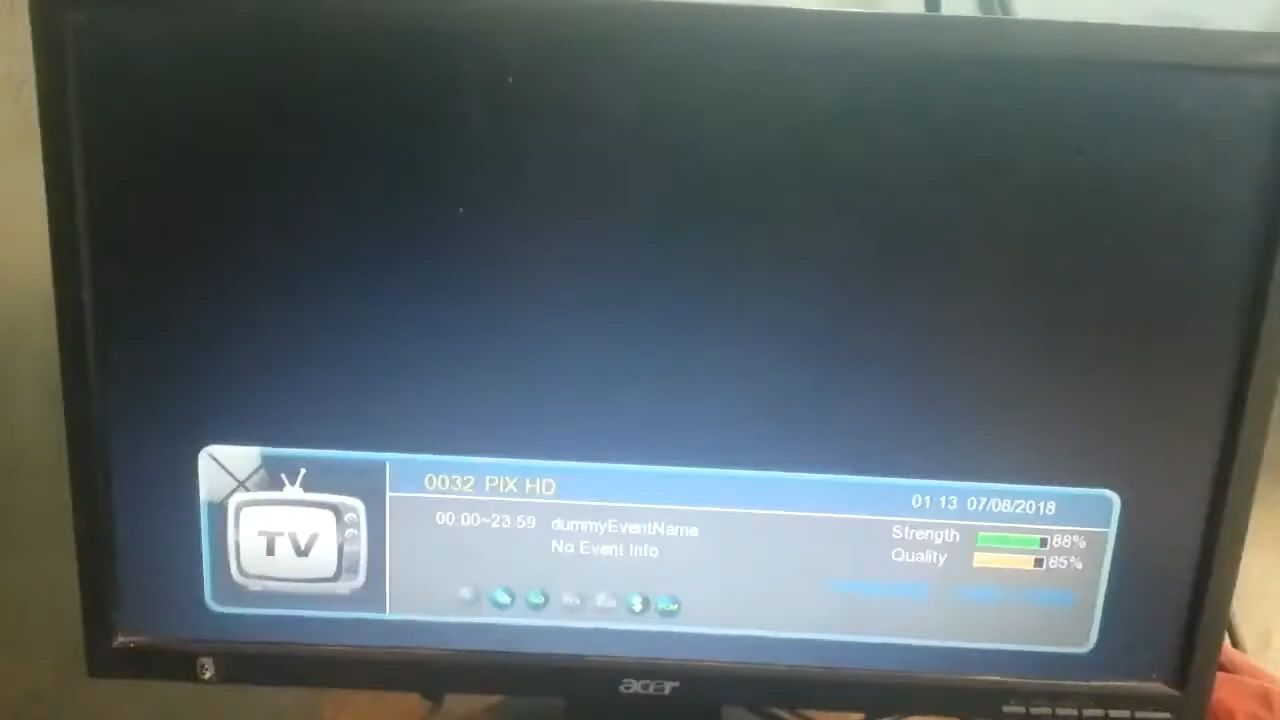 0032 PIX HD
01:13 07/08/2018
00:00~23:59 dummyEventName
No Event Info
Strength 88%
Quality 85%
TV
acer